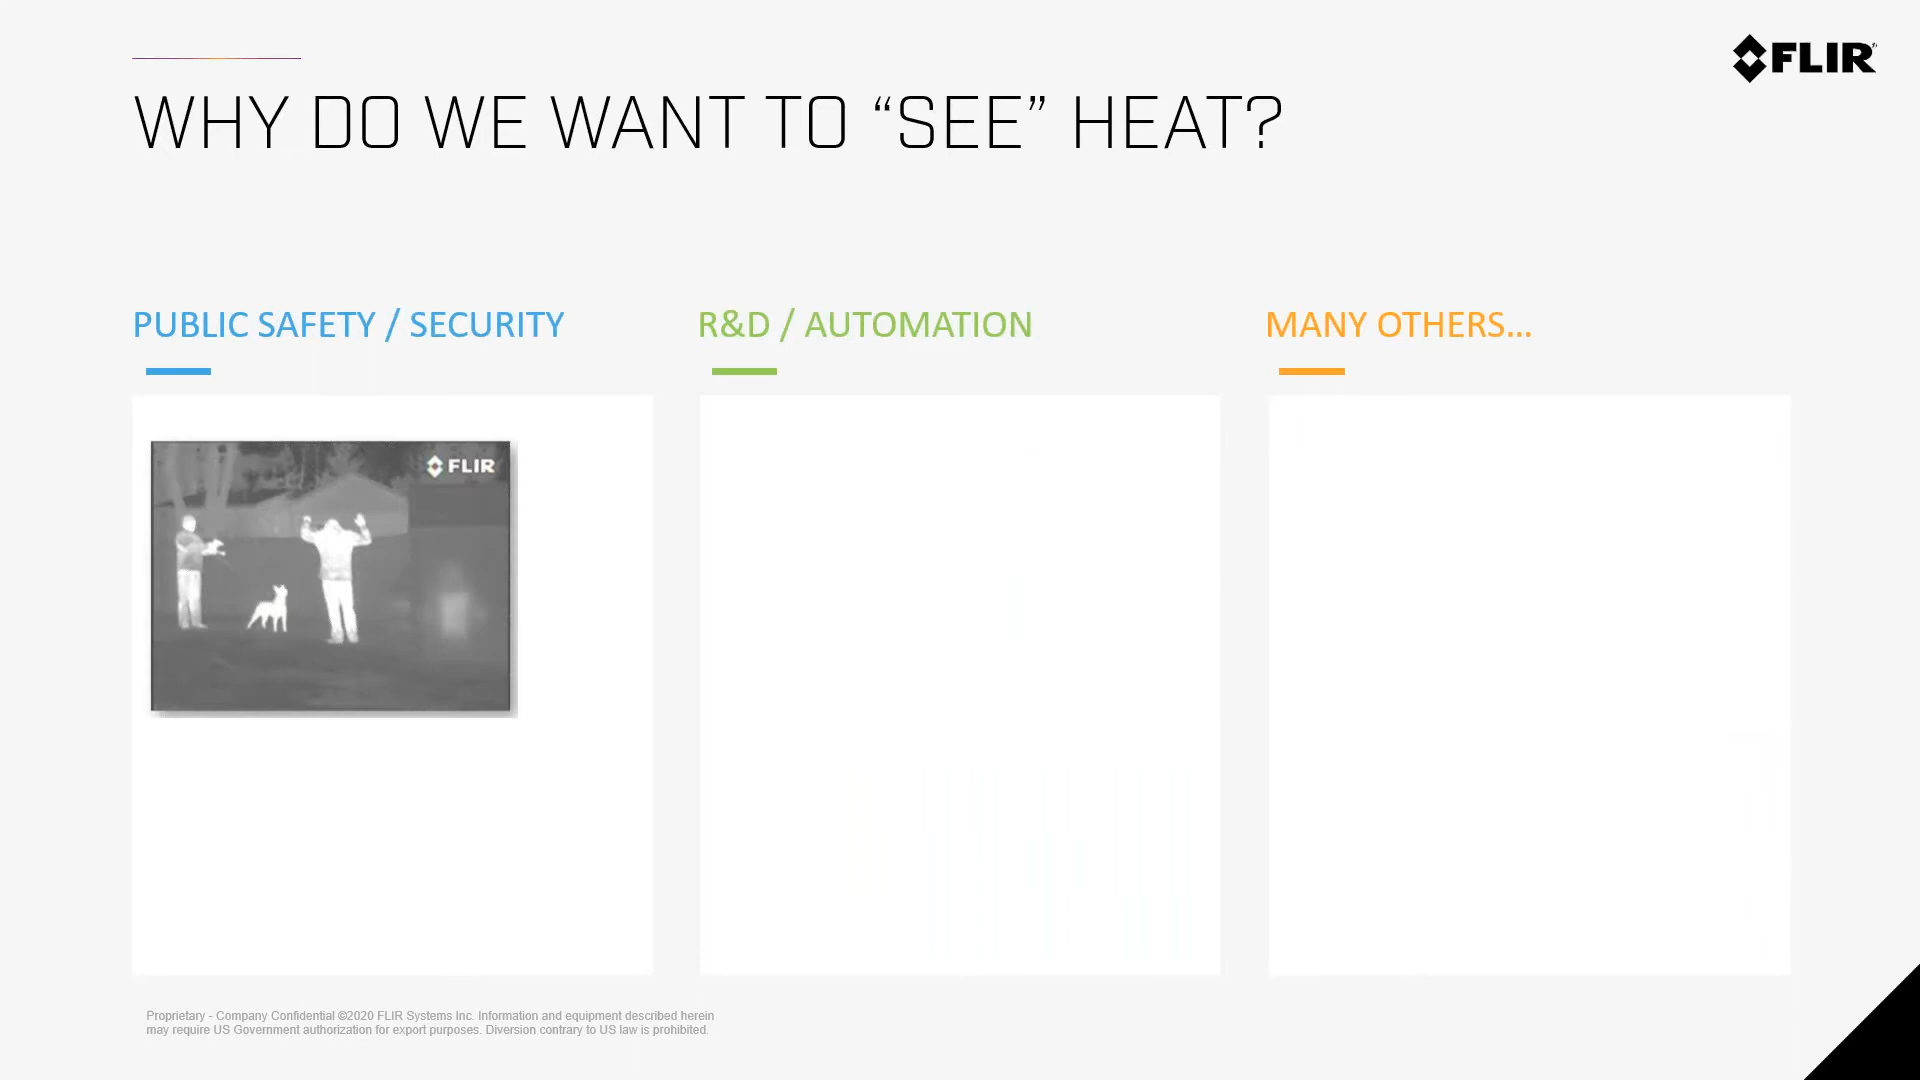 FLIR
WHY DO WE WANT TO “SEE” HEAT?
PUBLIC SAFETY / SECURITY
R&D / AUTOMATION
MANY OTHERS...
FLIR
Proprietary - Company Confidential ©2020 FLIR Systems Inc. Information and equipment described herein
may require US Government authorization for export purposes. Diversion contrary to US law is prohibited.